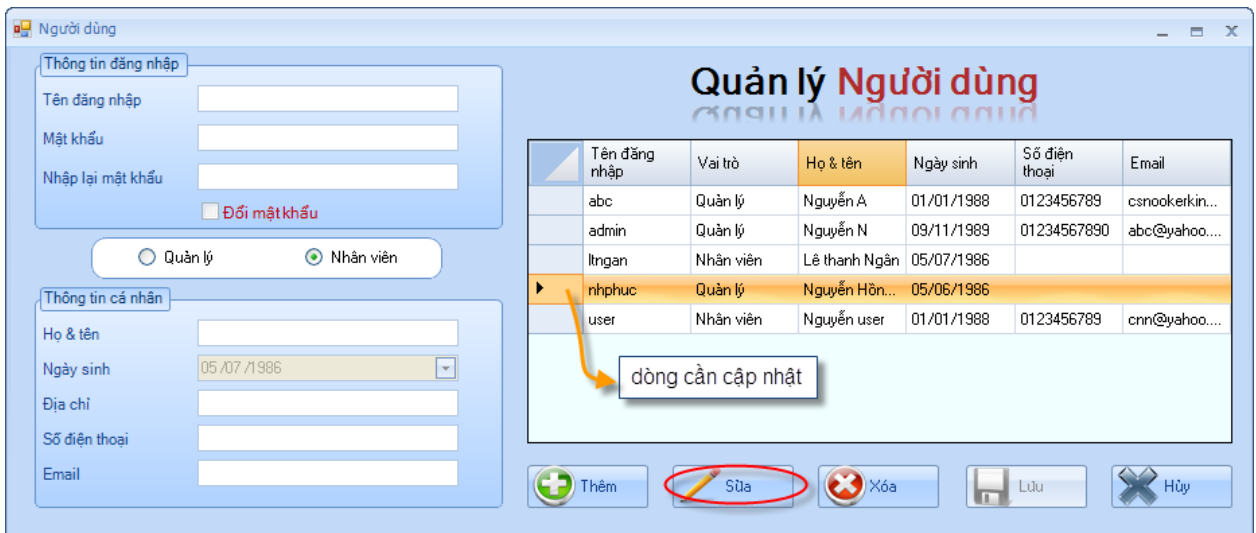 Người dùng
Thông tin đăng nhập
Tên đăng nhập
Mật khẩu
Nhập lại mật khẩu
Đổi mật khẩu
Quản lý Nhân viên
Thông tin cá nhân
Họ & tên
Ngày sinh 05/07/1986
Địa chỉ
Số điện thoại
Email
Quản lý Người dùng
Tên đăng nhập Vai trò Họ & tên Ngày sinh Số điện thoại Email
abc Quản lý Nguyễn A 01/01/1988 0123456789 csnookerkin...
admin Quản lý Nguyễn N 09/11/1989 01234567890 abc@yahoo....
ltngan Nhân viên Lê thanh Ngân 05/07/1986
nhphuc Quản lý Nguyễn Hồn... 05/06/1986
user Nhân viên Nguyễn user 01/01/1988 0123456789 cnn@yahoo....
dòng cần cập nhật
Thêm Sửa Xóa Lưu Hủy